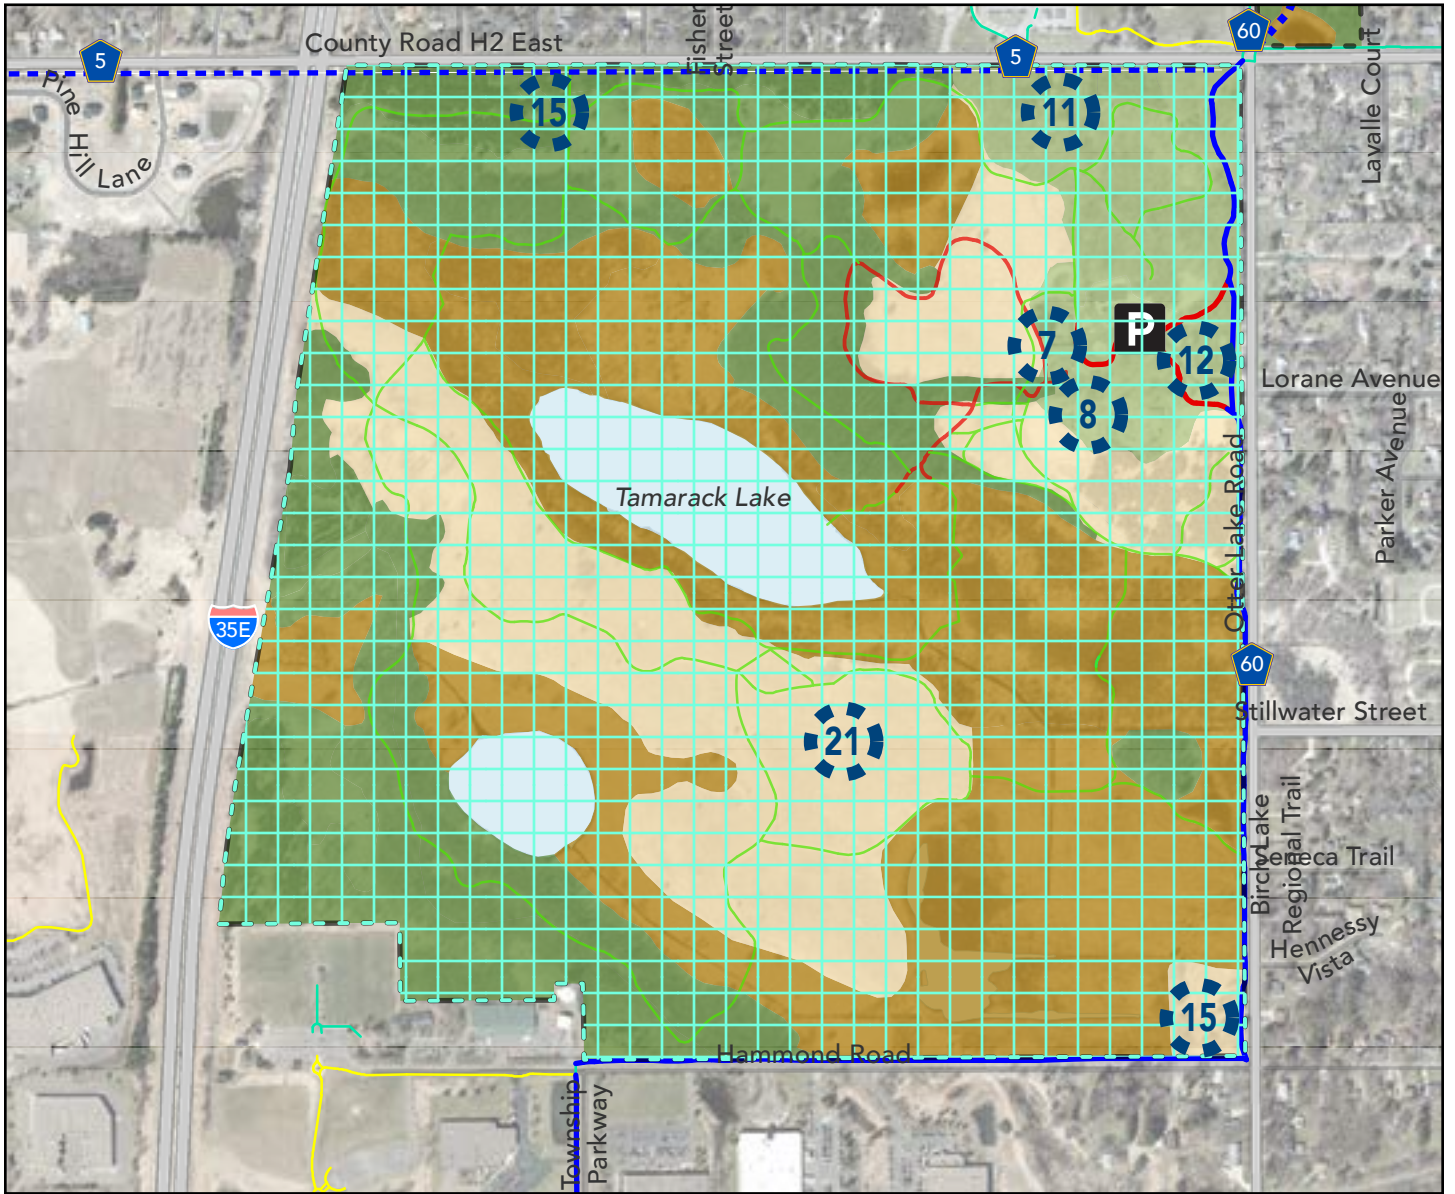 60
Fisher
Street
County Road H2 East
5
5
Pine Hill Lane
15
11
Lavalle Court
P
7
12
Lorane Avenue
8
Parker Avenue
Tamarack Lake
Otter Lake Road
35E
60
Stillwater Street
21
Birch Lake
Regional Trail
Seneca Trail
Hennessy
Vista
15
Hammond Road
Township
Parkway